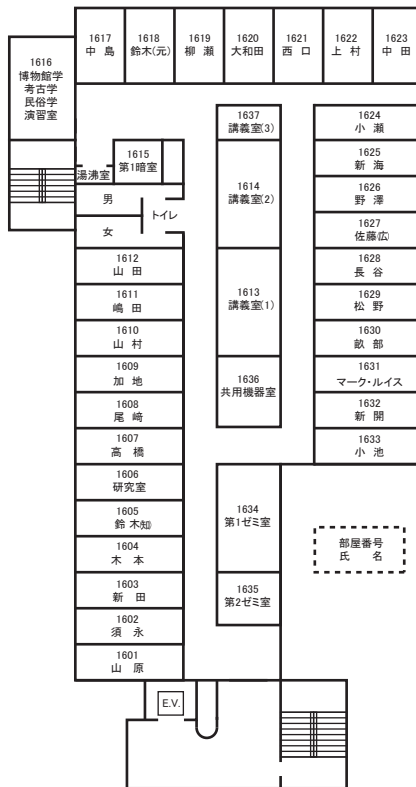 1616
博物館学
考古学
民俗学
演習室
1617
中 島
1618
鈴木(元)
1619
柳 瀬
1620
大和田
1621
西 口
1622
上 村
1623
中 田
1637
講義室(3)
1624
小 瀬
1615
第1暗室
湯沸室
1614
講義室(2)
1625
新 海
男
トイレ
女
1626
野 澤
1627
佐藤(広)
1612
山 田
1628
長 谷
1611
嶋 田
1613
講義室(1)
1629
松 野
1610
山 村
1630
畝 部
1609
加 地
1636
共用機器室
1631
マーク・ルイス
1608
尾 﨑
1632
新 開
1607
高 橋
1633
小 池
1606
研究室
1634
第1ゼミ室
1605
鈴 木㈲
部屋番号
氏 名
1604
木 本
1603
新 田
1635
第2ゼミ室
1602
須 永
1601
山 原
E.V.